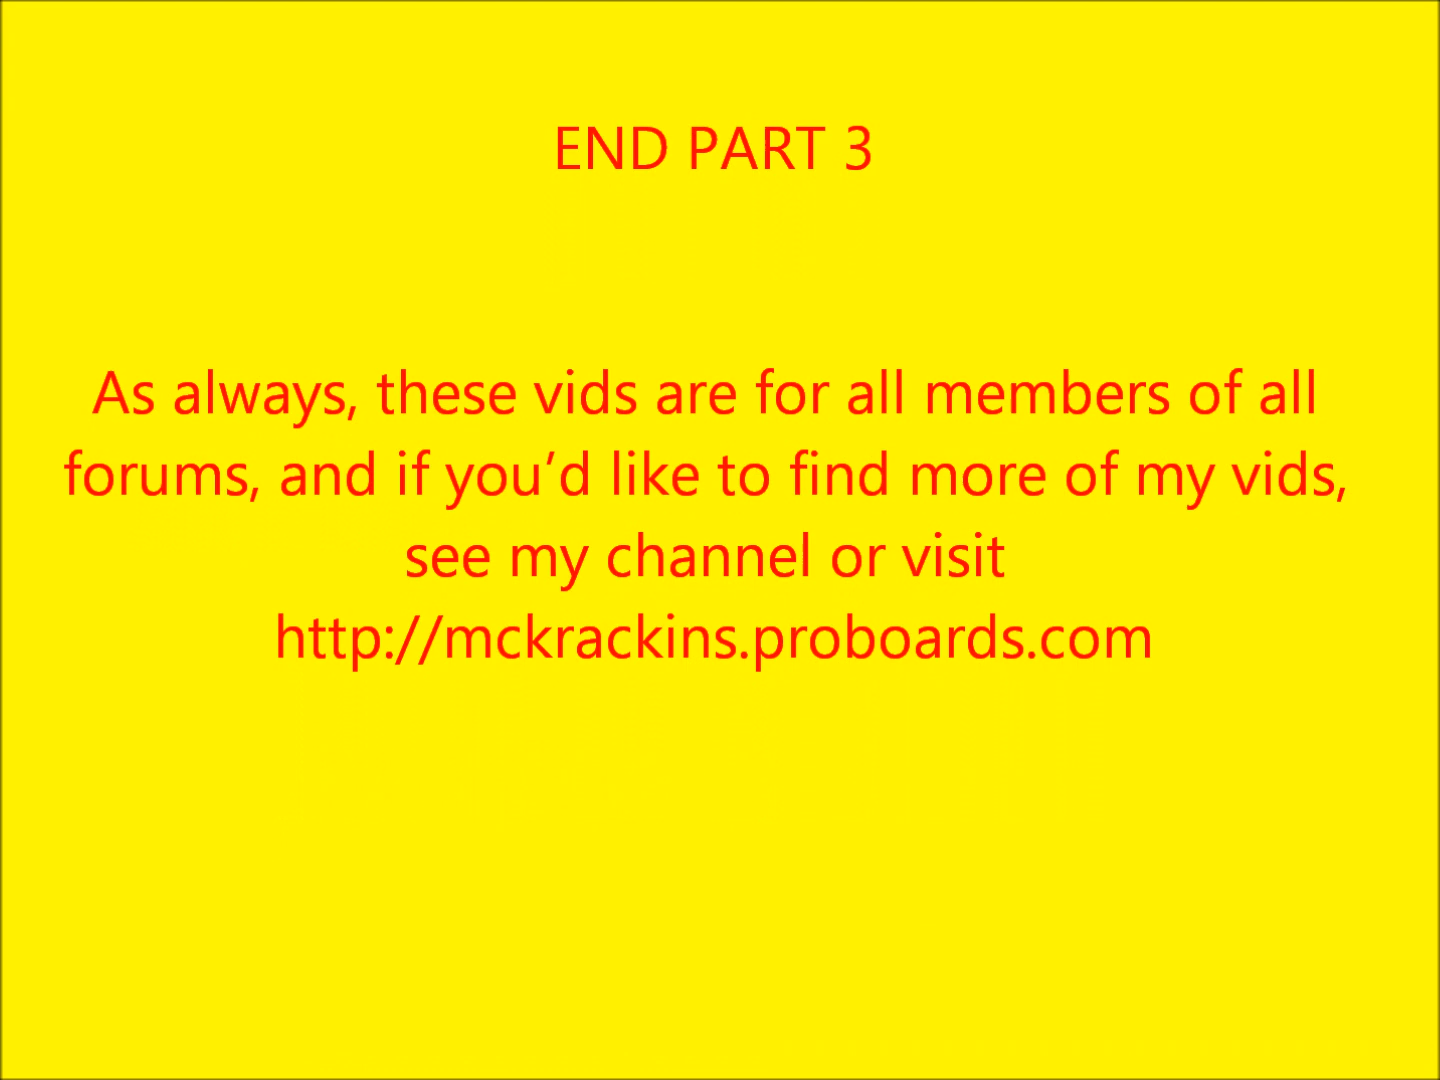 END PART 3
As always, these vids are for all members of all
forums, and if you’d like to find more of my vids,
see my channel or visit
http://mckrackins.proboards.com